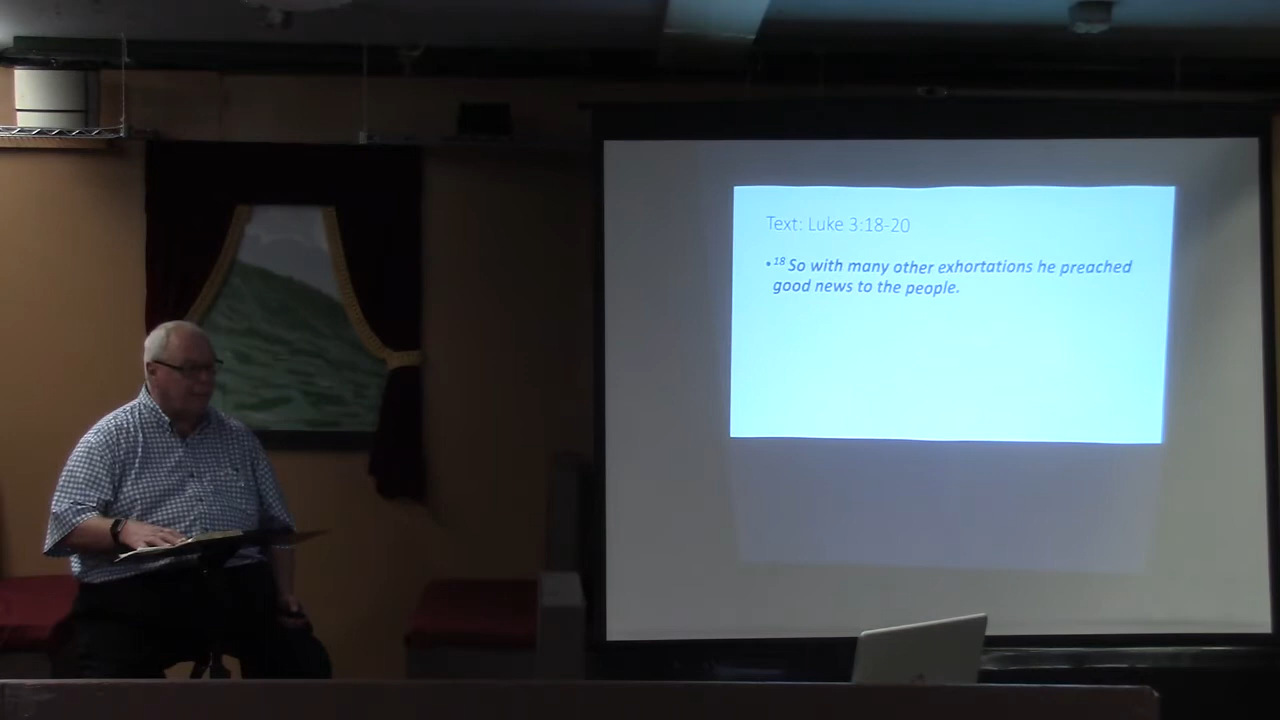 Text: Luke 3:18-20
•18 So with many other exhortations he preached
good news to the people.